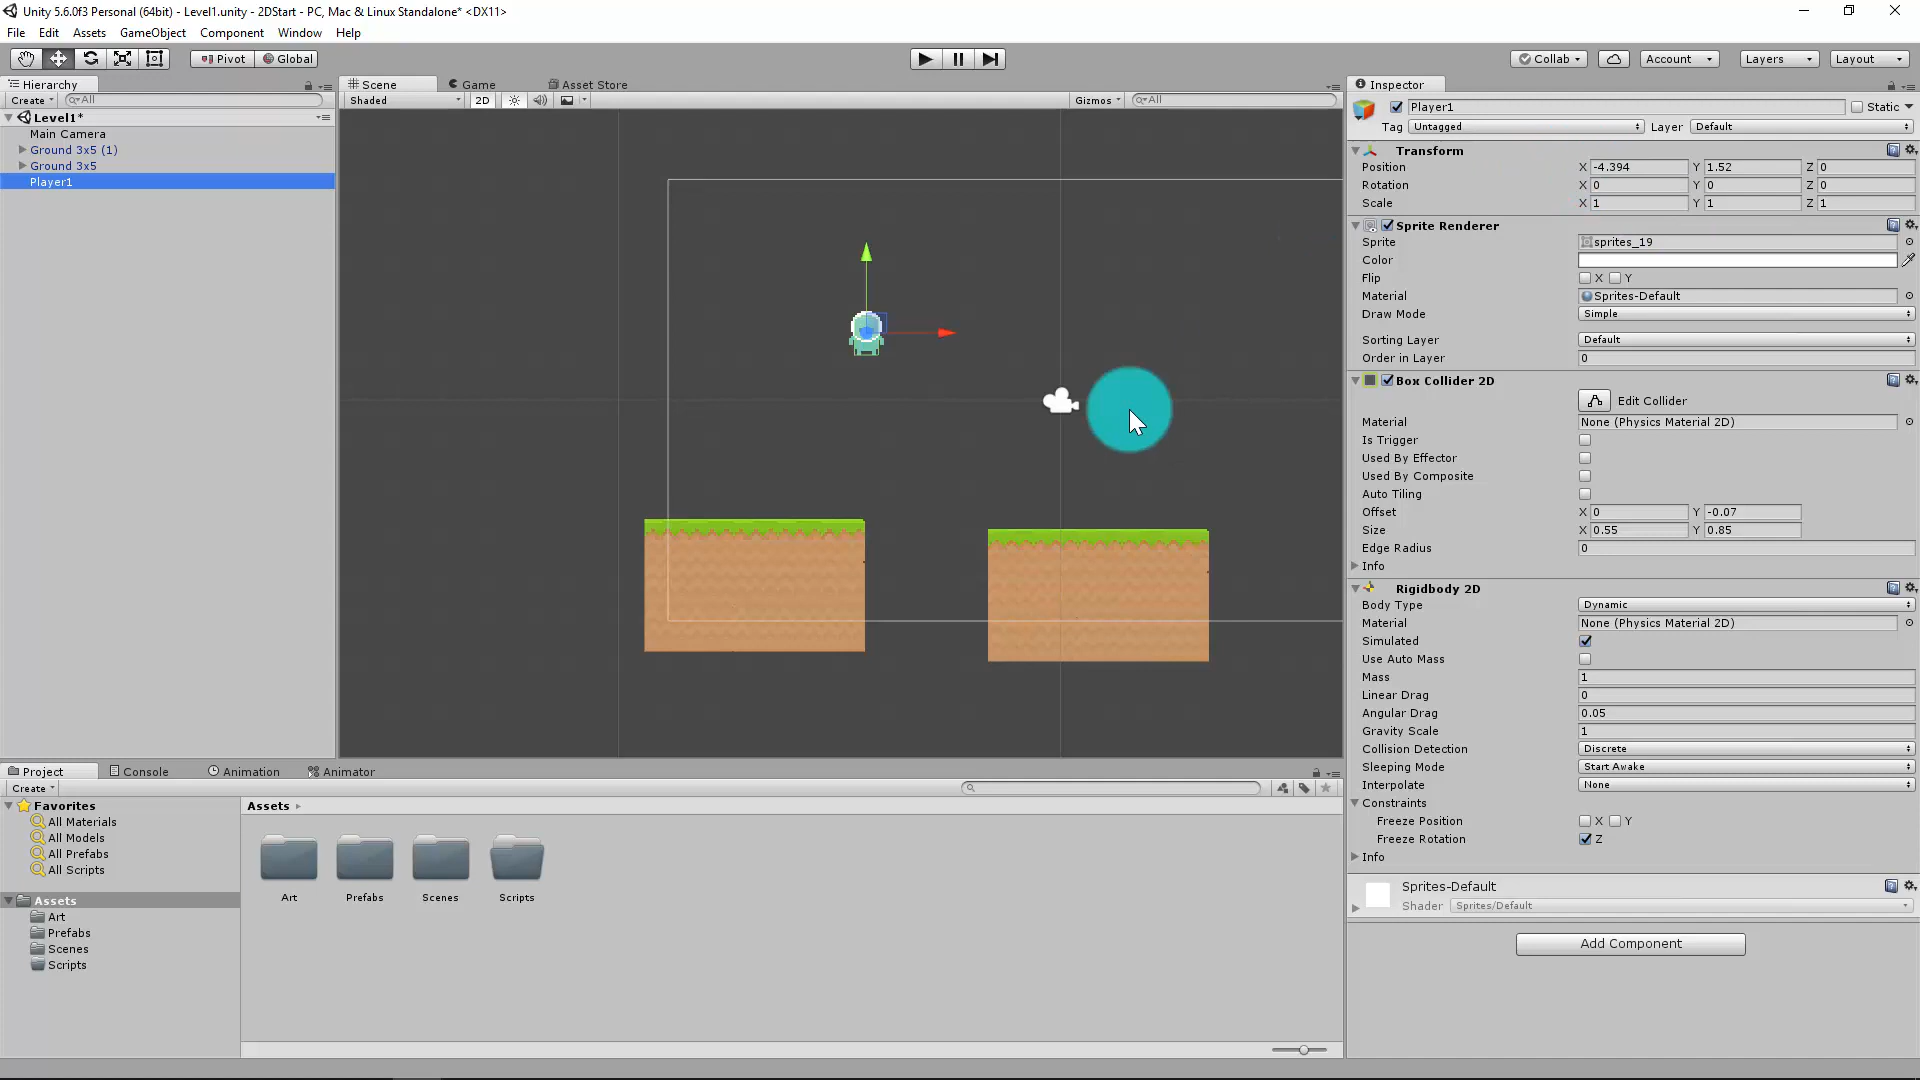 Unity 5.6.0f3 Personal (64bit) - Level1.unity - 2DStart - PC, Mac & Linux Standalone* <DX11>
File Edit Assets GameObject Component Window Help
Pivot Global Collab Account Layers Layout
Hierarchy
Create All
Level1*
Main Camera
Ground 3x5 (1)
Ground 3x5
Player1
Scene Game Asset Store
Shaded 2D Gizmos All
Inspector
Player1 Static
Tag Untagged Layer Default
Transform
Position X -4.394 Y 1.52 Z 0
Rotation X 0 Y 0 Z 0
Scale X 1 Y 1 Z 1
Sprite Renderer
Sprite sprites_19
Color
Flip X Y
Material Sprites-Default
Draw Mode Simple
Sorting Layer Default
Order in Layer 0
Box Collider 2D
Edit Collider
Material None (Physics Material 2D)
Is Trigger
Used By Effector
Used By Composite
Auto Tiling
Offset X 0 Y -0.07
Size X 0.55 Y 0.85
Edge Radius 0
Info
Rigidbody 2D
Body Type Dynamic
Material None (Physics Material 2D)
Simulated
Use Auto Mass
Mass 1
Linear Drag 0
Angular Drag 0.05
Gravity Scale 1
Collision Detection Discrete
Sleeping Mode Start Awake
Interpolate None
Constraints
Freeze Position X Y
Freeze Rotation Z
Info
Sprites-Default
Shader Sprites/Default
Add Component
Project Console Animation Animator
Create
Favorites
All Materials
All Models
All Prefabs
All Scripts
Assets
Art
Prefabs
Scenes
Scripts
Assets
Art Prefabs Scenes Scripts